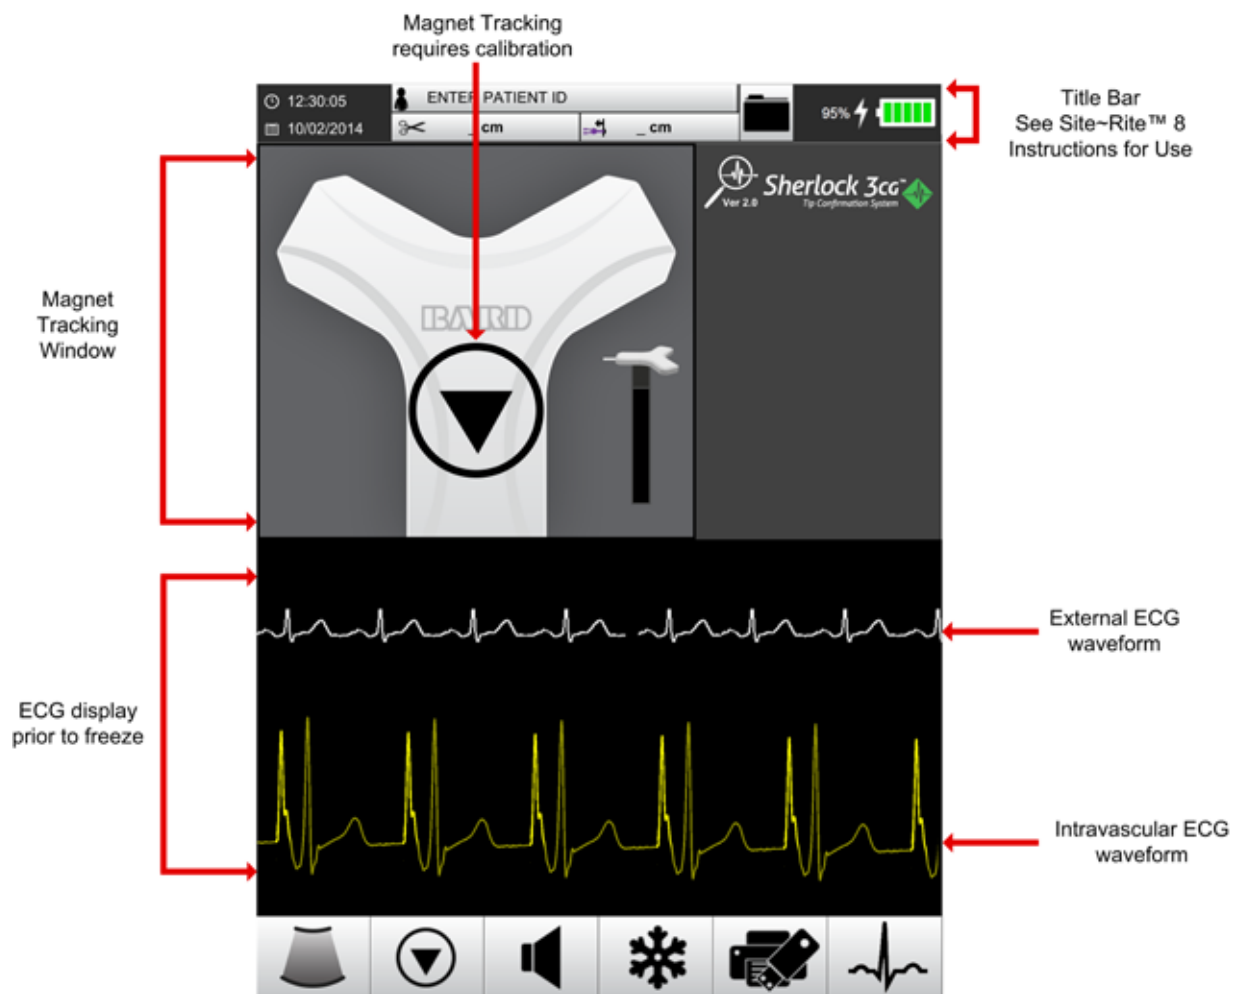 Magnet Tracking
requires calibration
12:30:05
ENTER PATIENT ID
95%
10/02/2014
_ cm
_ cm
Title Bar
See Site~Rite™ 8
Instructions for Use
Ver 2.0
Sherlock 3CG™
Tip Confirmation System
BARD
Magnet
Tracking
Window
External ECG
waveform
ECG display
prior to freeze
Intravascular ECG
waveform